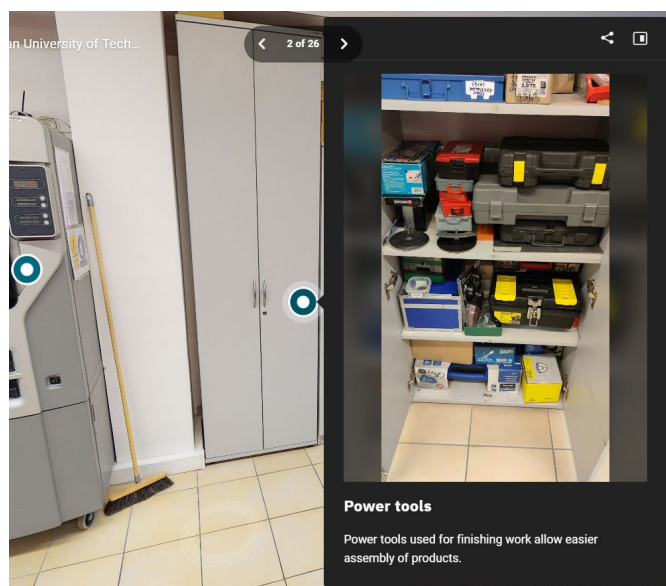 an University of Tech...
2 of 26
Power tools
Power tools used for finishing work allow easier
assembly of products.